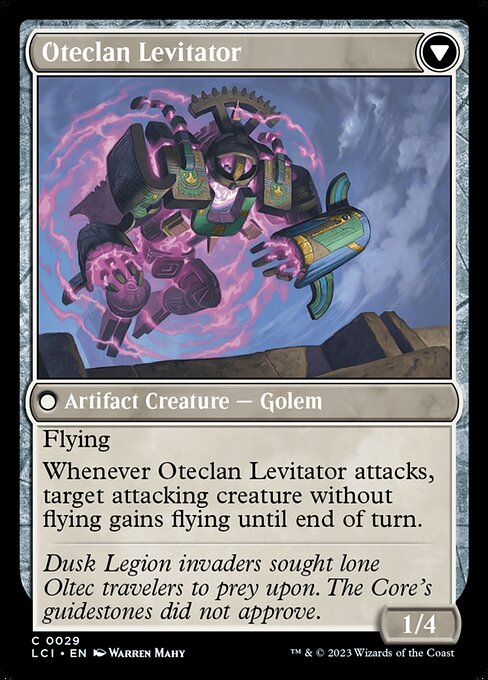 Oteclan Levitator
Artifact Creature — Golem
Flying
Whenever Oteclan Levitator attacks,
target attacking creature without
flying gains flying until end of turn.
Dusk Legion invaders sought lone
Oltec travelers to prey upon. The Core's
guidestones did not approve.
1/4
C 0029
LCI • EN Warren Mahy
™ & © 2023 Wizards of the Coast